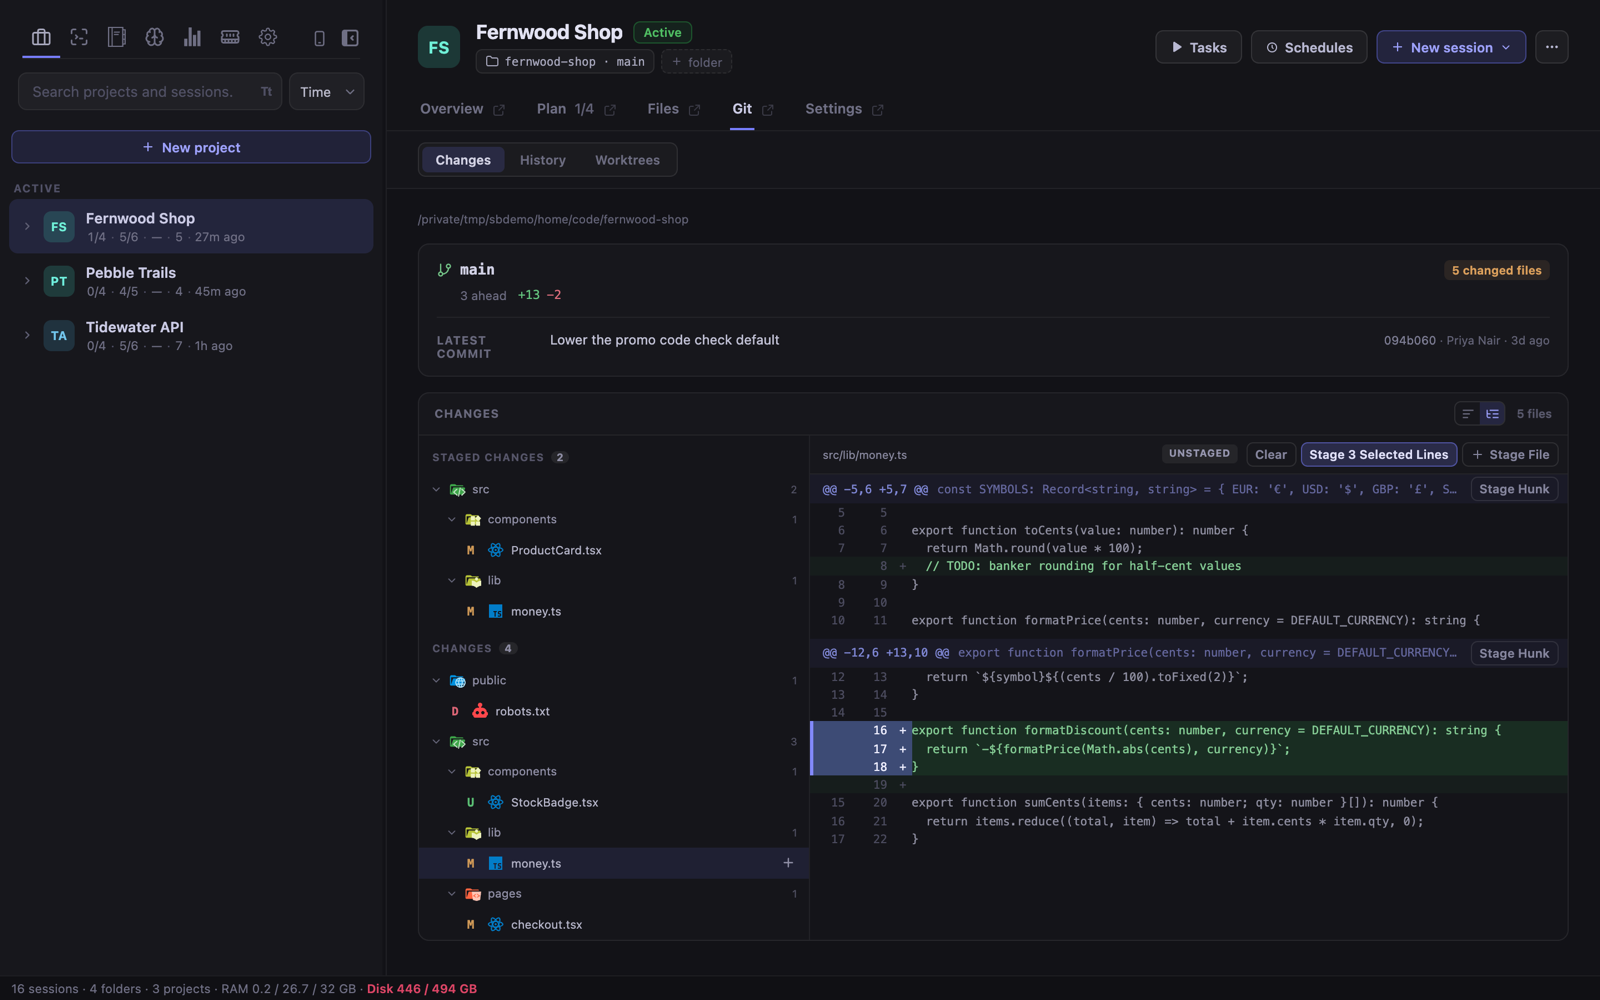 Search projects and sessions.
Tt
Time
+ New project
ACTIVE
FS
Fernwood Shop
1/4 · 5/6 · — · 5 · 27m ago
PT
Pebble Trails
0/4 · 4/5 · — · 4 · 45m ago
TA
Tidewater API
0/4 · 5/6 · — · 7 · 1h ago
FS
Fernwood Shop
Active
fernwood-shop · main
+ folder
Tasks
Schedules
+ New session
Overview
Plan 1/4
Files
Git
Settings
Changes
History
Worktrees
/private/tmp/sbdemo/home/code/fernwood-shop
main
5 changed files
3 ahead +13 −2
LATEST COMMIT
Lower the promo code check default
094b060 · Priya Nair · 3d ago
CHANGES
5 files
STAGED CHANGES 2
src 2
components 1
M ProductCard.tsx
lib 1
M TS money.ts
CHANGES 4
public 1
D robots.txt
src 3
components 1
U StockBadge.tsx
lib 1
M TS money.ts +
pages 1
M checkout.tsx
src/lib/money.ts
UNSTAGED
Clear
Stage 3 Selected Lines
+ Stage File
@@ -5,6 +5,7 @@ const SYMBOLS: Record<string, string> = { EUR: '€', USD: '$', GBP: '£', S…
Stage Hunk
5 5
6 6 export function toCents(value: number): number {
7 7 return Math.round(value * 100);
8 + // TODO: banker rounding for half-cent values
8 9 }
9 10
10 11 export function formatPrice(cents: number, currency = DEFAULT_CURRENCY): string {
@@ -12,6 +13,10 @@ export function formatPrice(cents: number, currency = DEFAULT_CURRENCY…
Stage Hunk
12 13 return `${symbol}${(cents / 100).toFixed(2)}`;
13 14 }
14 15
16 + export function formatDiscount(cents: number, currency = DEFAULT_CURRENCY): string {
17 + return `-${formatPrice(Math.abs(cents), currency)}`;
18 + }
19 +
15 20 export function sumCents(items: { cents: number; qty: number }[]): number {
16 21 return items.reduce((total, item) => total + item.cents * item.qty, 0);
17 22 }
16 sessions · 4 folders · 3 projects · RAM 0.2 / 26.7 / 32 GB · Disk 446 / 494 GB